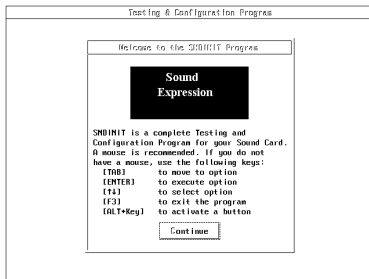 Testing & Configuration Program
Welcome to the SNDINIT Program
Sound
Expression
SNDINIT is a complete Testing and
Configuration Program for your Sound Card.
A mouse is recommended. If you do not
have a mouse, use the following keys:
[TAB] to move to option
[ENTER] to execute option
[↑↓] to select option
[F3] to exit the program
[ALT+Key] to activate a button
Continue